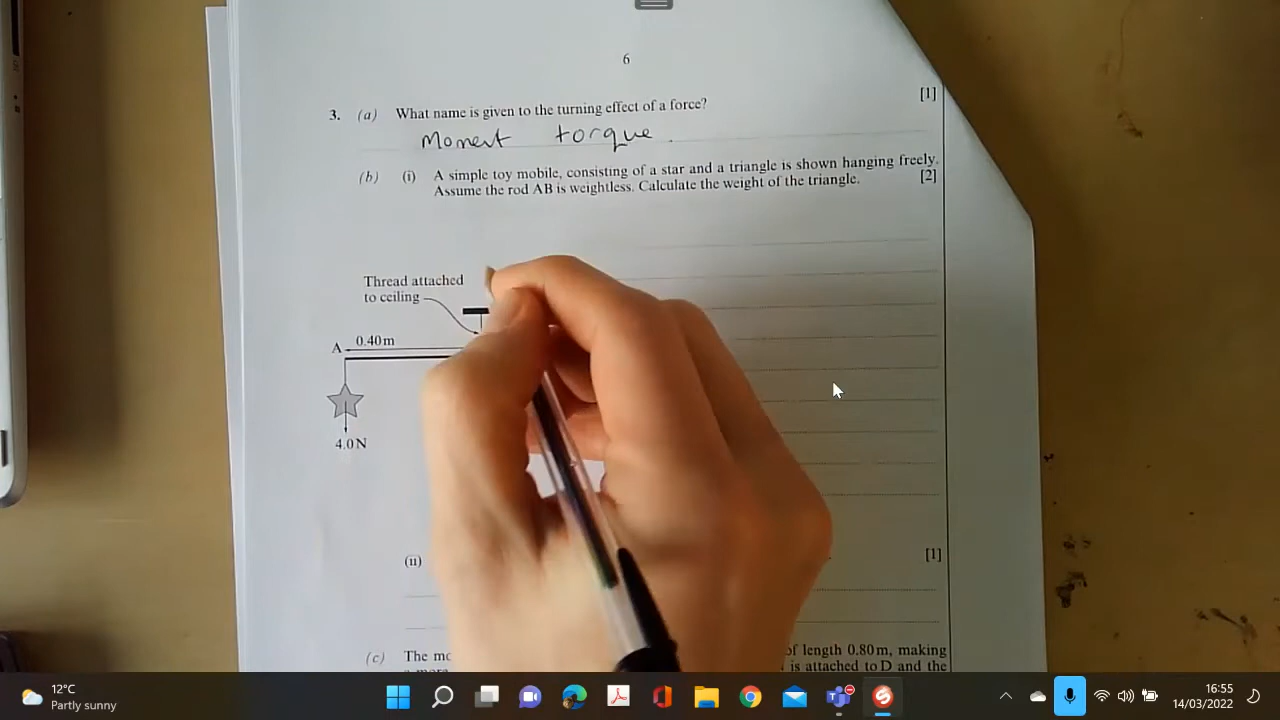 6
3. (a) What name is given to the turning effect of a force? [1]
Moment torque.
(b) (i) A simple toy mobile, consisting of a star and a triangle is shown hanging freely.
Assume the rod AB is weightless. Calculate the weight of the triangle. [2]
Thread attached
to ceiling
A 0.40m
4.0N
(ii) [1]
(c) The mo
of length 0.80m, making
is attached to D and the
12°C
Partly sunny
16:55
14/03/2022